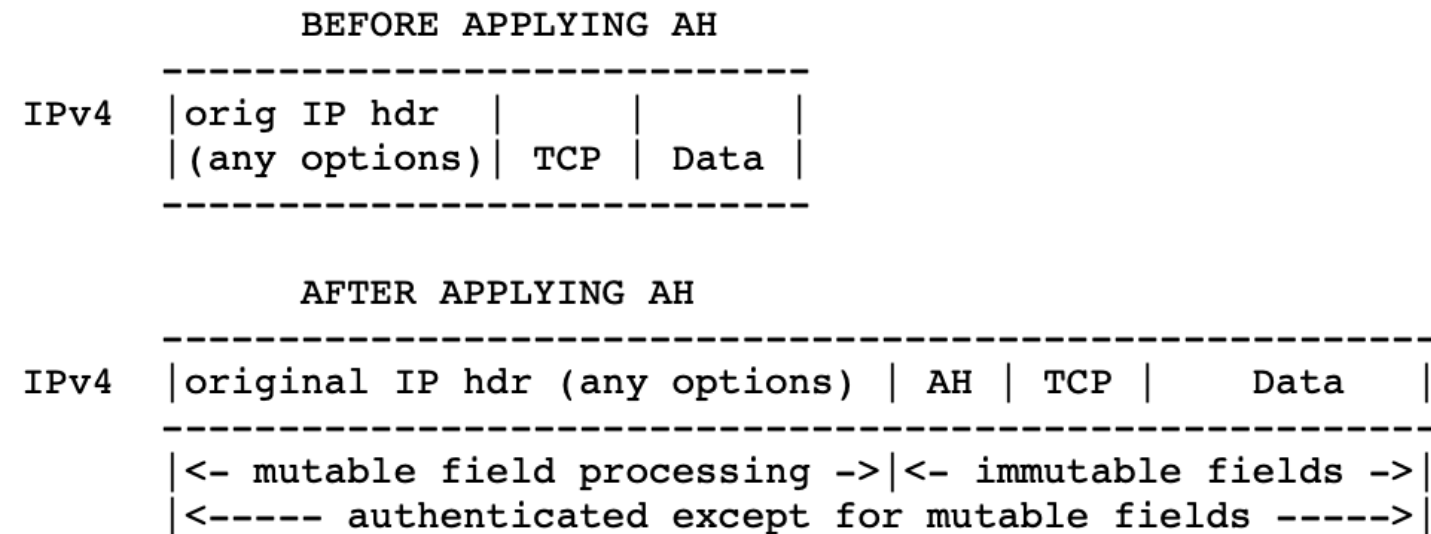 BEFORE APPLYING AH
----------------------------
IPv4  |orig IP hdr  |     |      |
|(any options)| TCP | Data |
----------------------------
AFTER APPLYING AH
-------------------------------------------------------
IPv4  |original IP hdr (any options) | AH | TCP |    Data   |
-------------------------------------------------------
|<- mutable field processing ->|<- immutable fields ->|
|<----- authenticated except for mutable fields ----->|